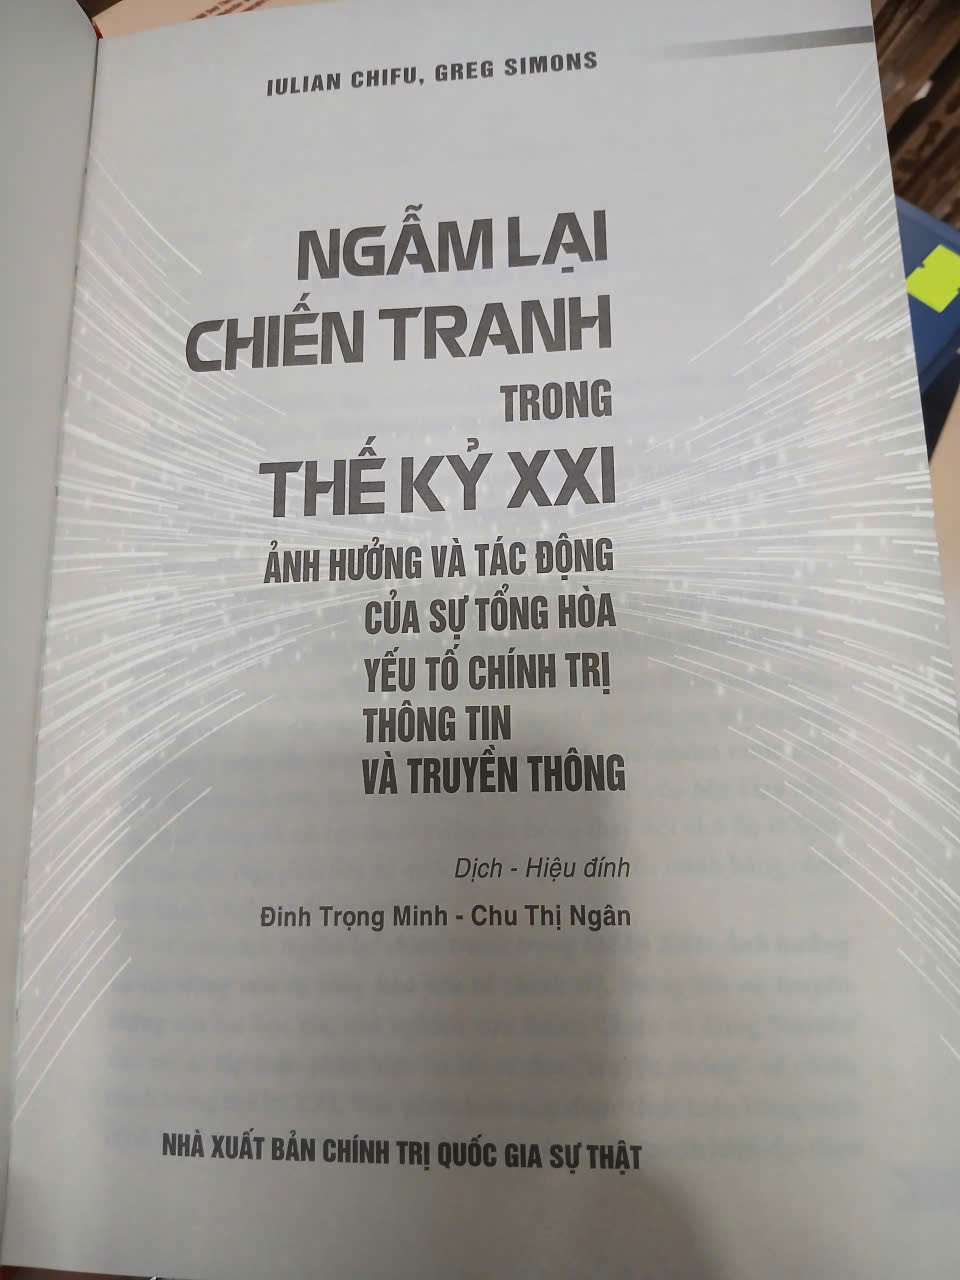 IULIAN CHIFU, GREG SIMONS
NGẪM LẠI
CHIẾN TRANH
TRONG
THẾ KỶ XXI
ẢNH HƯỞNG VÀ TÁC ĐỘNG
CỦA SỰ TỔNG HÒA
YẾU TỐ CHÍNH TRỊ
THÔNG TIN
VÀ TRUYỀN THÔNG
Dịch - Hiệu đính
Đinh Trọng Minh - Chu Thị Ngân
NHÀ XUẤT BẢN CHÍNH TRỊ QUỐC GIA SỰ THẬT